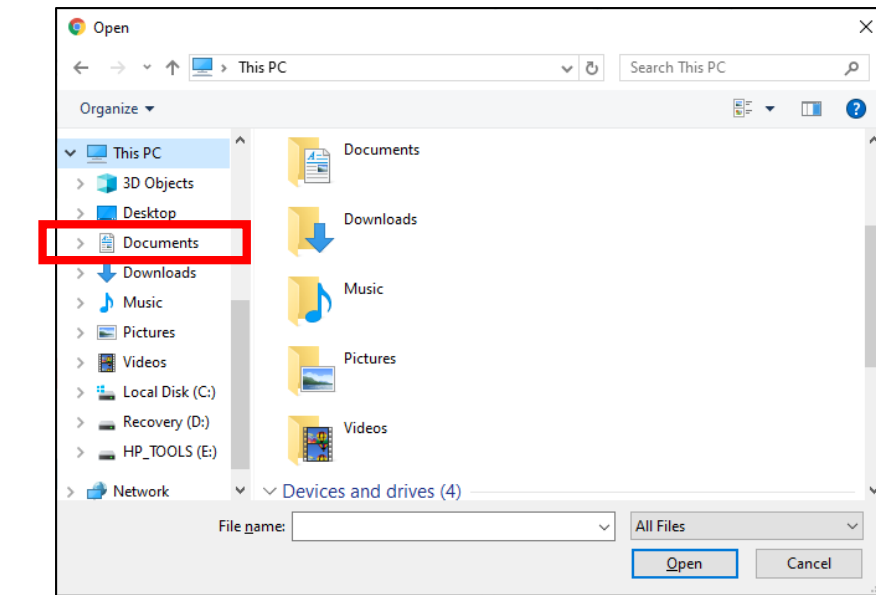 Open
This PC
Search This PC
Organize
This PC
3D Objects
Desktop
Documents
Downloads
Music
Pictures
Videos
Local Disk (C:)
Recovery (D:)
HP_TOOLS (E:)
Network
Documents
Downloads
Music
Pictures
Videos
Devices and drives (4)
File name:
All Files
Open
Cancel